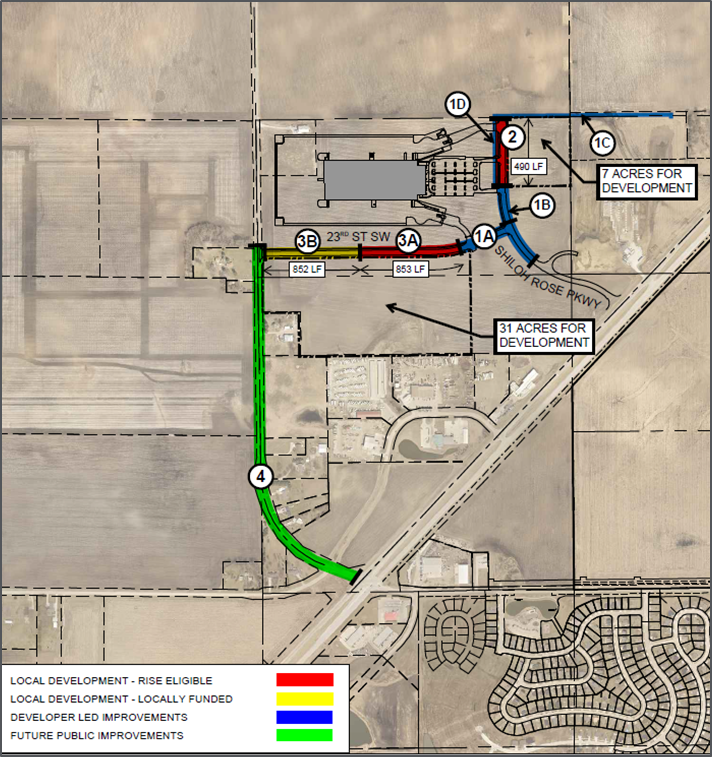 1D
2
1C
490 LF
7 ACRES FOR
DEVELOPMENT
1B
23RD ST SW
3B
3A
1A
852 LF
853 LF
SHILOH ROSE PKWY
31 ACRES FOR
DEVELOPMENT
4
LOCAL DEVELOPMENT - RISE ELIGIBLE
LOCAL DEVELOPMENT - LOCALLY FUNDED
DEVELOPER LED IMPROVEMENTS
FUTURE PUBLIC IMPROVEMENTS